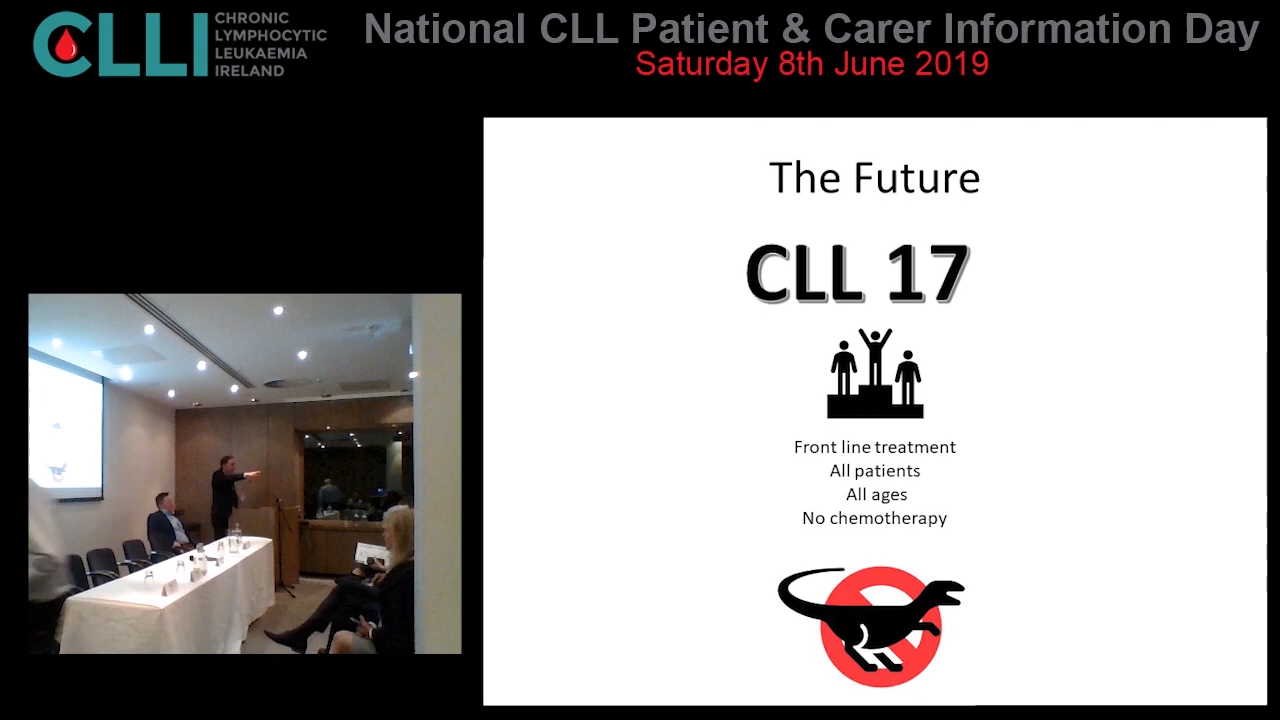 CLLI
CHRONIC
LYMPHOCYTIC
LEUKAEMIA
IRELAND
National CLL Patient & Carer Information Day
Saturday 8th June 2019
The Future
CLL 17
Front line treatment
All patients
All ages
No chemotherapy